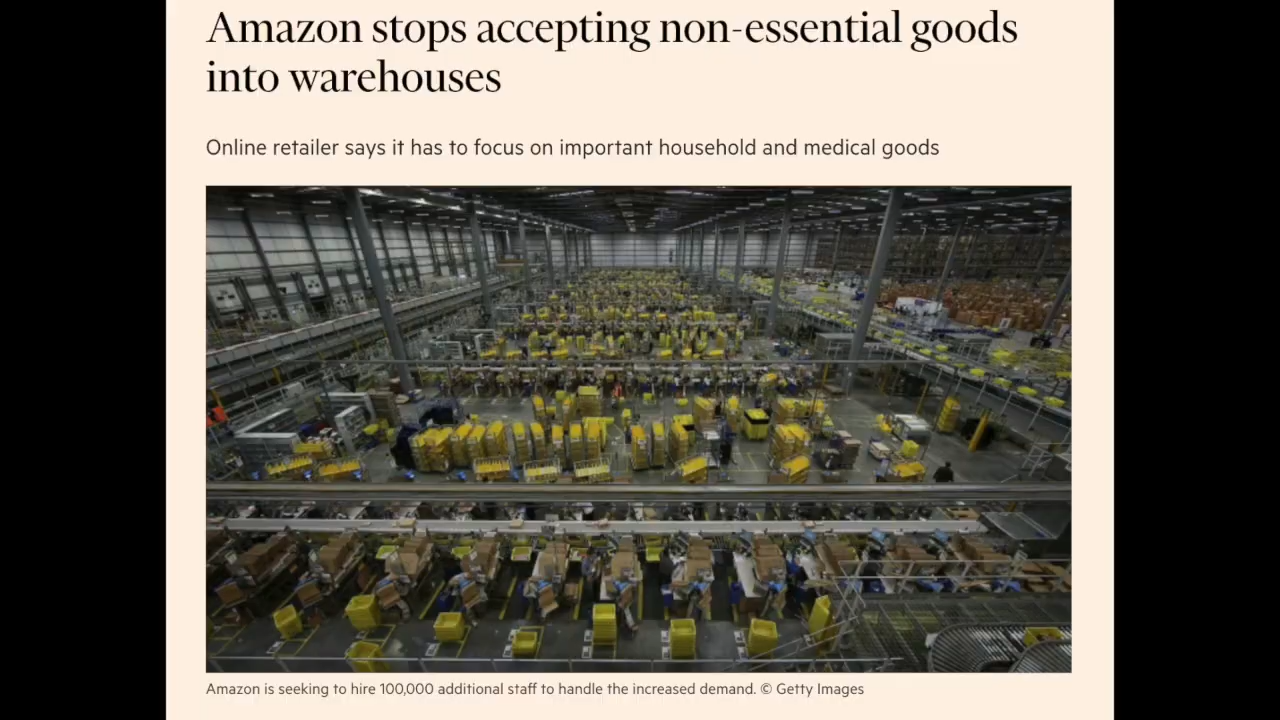 Amazon stops accepting non-essential goods
into warehouses
Online retailer says it has to focus on important household and medical goods
Amazon is seeking to hire 100,000 additional staff to handle the increased demand. © Getty Images